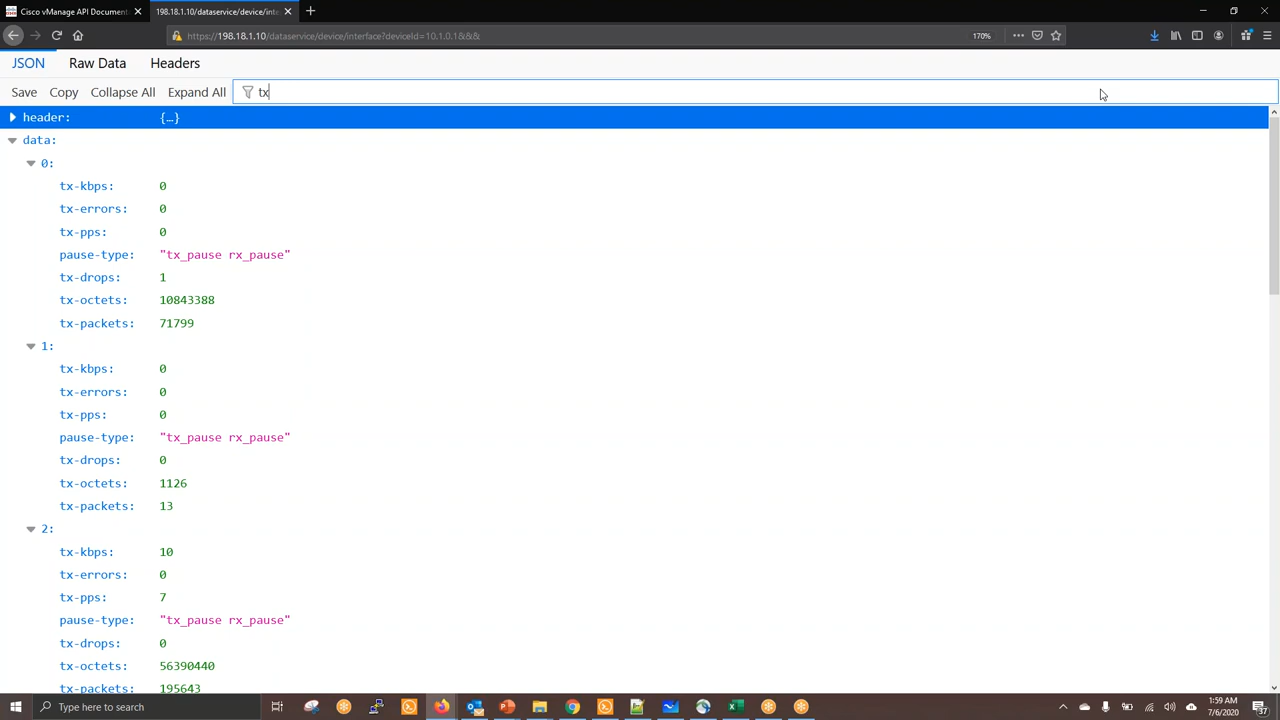 Cisco vManage API Document
198.18.1.10/dataservice/device/inte
https://198.18.1.10/dataservice/device/interface?deviceId=10.1.0.1&&&
170%
JSON Raw Data Headers
Save Copy Collapse All Expand All tx
header: {…}
data:
0:
tx-kbps: 0
tx-errors: 0
tx-pps: 0
pause-type: "tx_pause rx_pause"
tx-drops: 1
tx-octets: 10843388
tx-packets: 71799
1:
tx-kbps: 0
tx-errors: 0
tx-pps: 0
pause-type: "tx_pause rx_pause"
tx-drops: 0
tx-octets: 1126
tx-packets: 13
2:
tx-kbps: 10
tx-errors: 0
tx-pps: 7
pause-type: "tx_pause rx_pause"
tx-drops: 0
tx-octets: 56390440
tx-packets: 195643
Type here to search
1:59 AM
7/6/2020
37